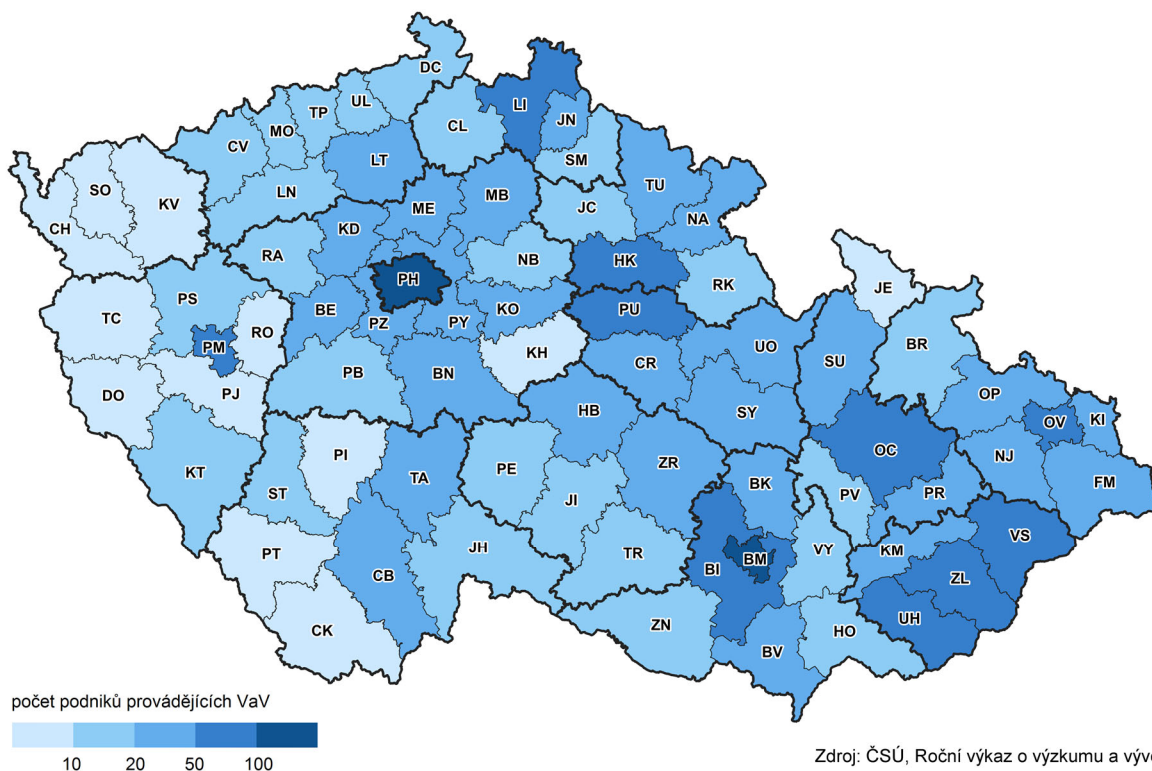 DC
LI
UL
TP
JN
CL
MO
CV
LT
SM
TU
SO
LN
MB
KV
ME
JC
NA
CH
KD
RA
NB
HK
PH
RK
JE
PS
BE
KO
PU
TC
RO
PZ
PY
PM
BR
UO
SU
KH
CR
PB
BN
DO
PJ
OP
HB
SY
KI
OV
OC
PI
NJ
ZR
PE
KT
TA
FM
BK
PR
ST
PV
JI
VS
PT
JH
TR
VY
KM
BM
BI
CB
ZL
UH
CK
ZN
HO
BV
počet podniků provádějících VaV
10 20 50 100
Zdroj: ČSÚ, Roční výkaz o výzkumu a vývo